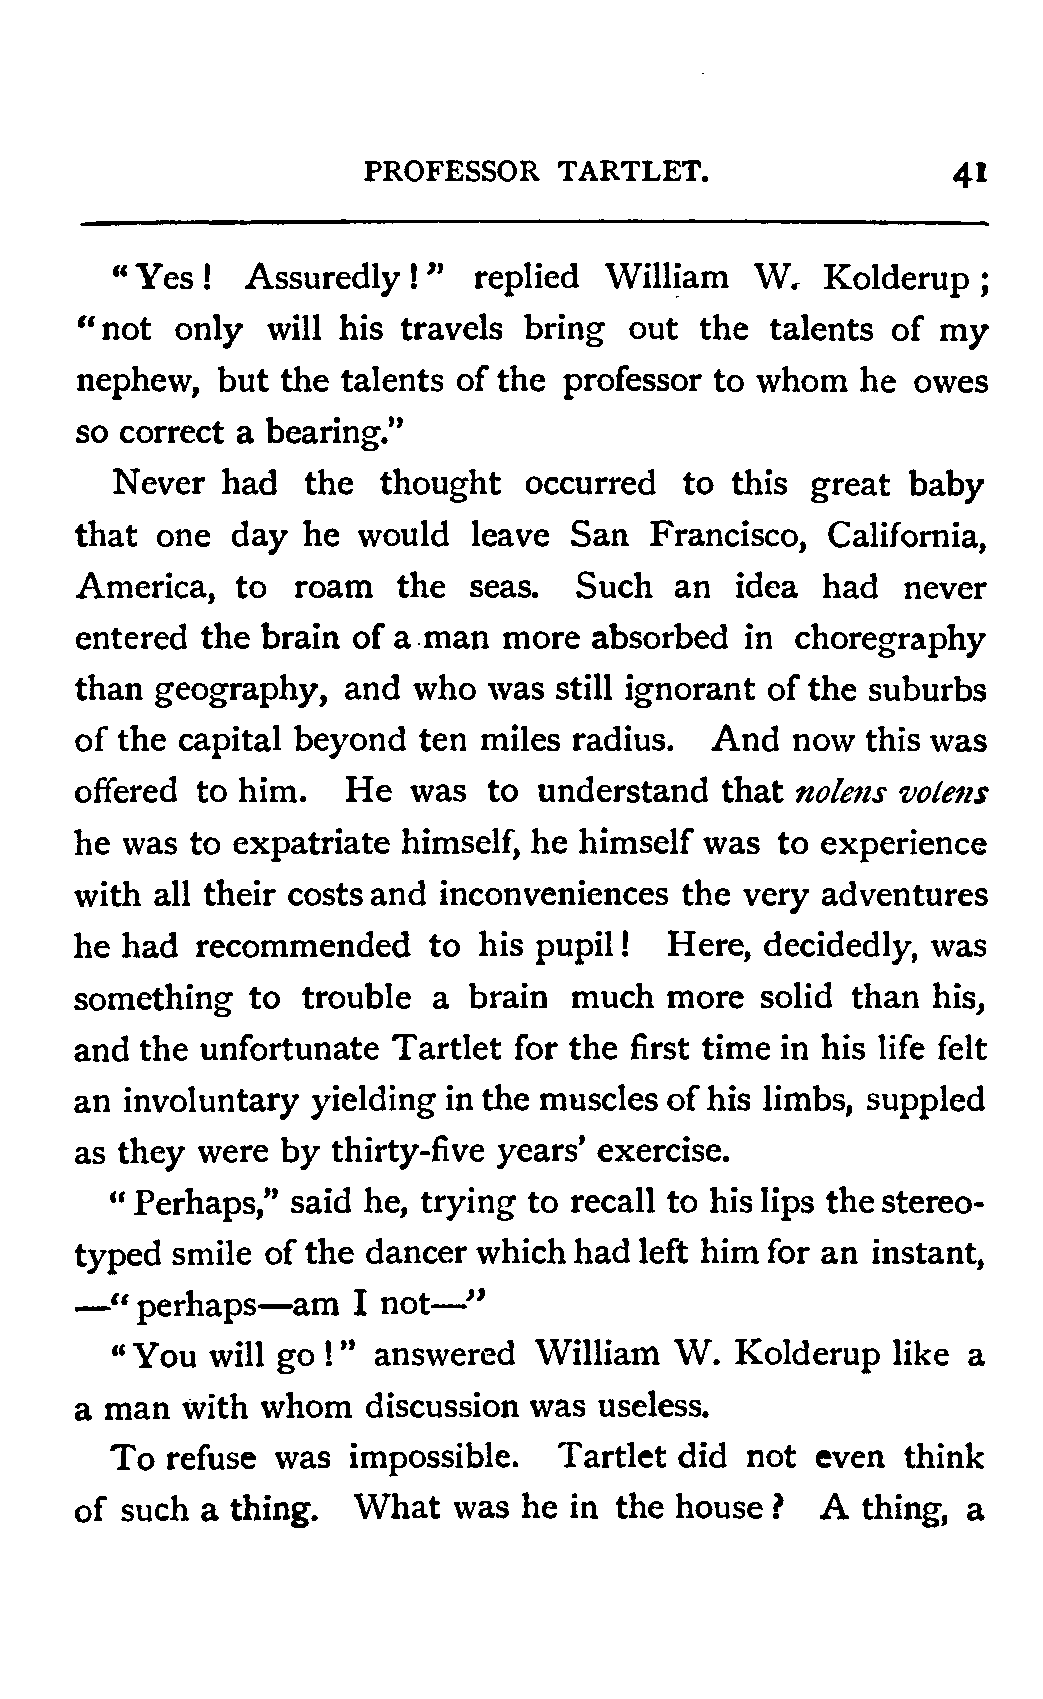 PROFESSOR TARTLET. 41
“Yes! Assuredly!” replied William W. Kolderup;
“not only will his travels bring out the talents of my
nephew, but the talents of the professor to whom he owes
so correct a bearing.”
Never had the thought occurred to this great baby
that one day he would leave San Francisco, California,
America, to roam the seas. Such an idea had never
entered the brain of a man more absorbed in choregraphy
than geography, and who was still ignorant of the suburbs
of the capital beyond ten miles radius. And now this was
offered to him. He was to understand that nolens volens
he was to expatriate himself, he himself was to experience
with all their costs and inconveniences the very adventures
he had recommended to his pupil! Here, decidedly, was
something to trouble a brain much more solid than his,
and the unfortunate Tartlet for the first time in his life felt
an involuntary yielding in the muscles of his limbs, suppled
as they were by thirty-five years’ exercise.
“Perhaps,” said he, trying to recall to his lips the stereo-
typed smile of the dancer which had left him for an instant,
—“perhaps—am I not—”
“You will go!” answered William W. Kolderup like a
a man with whom discussion was useless.
To refuse was impossible. Tartlet did not even think
of such a thing. What was he in the house? A thing, a